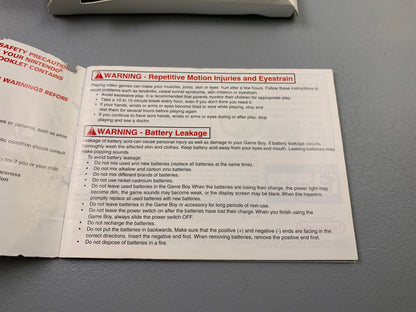 SAFETY PRECAUTION
YOUR NINTENDO
BOOKLET CONTAINS
WARNINGS BEFORE
or patterns, such as while
condition should consult
doctor if you or your child
awareness
WARNING - Repetitive Motion Injuries and Eyestrain
Playing video games can make your muscles, joints, skin or eyes hurt after a few hours. Follow these instructions to
avoid problems such as tendinitis, carpal tunnel syndrome, skin irritation or eyestrain:
• Avoid excessive play. It is recommended that parents monitor their children for appropriate play.
• Take a 10 to 15 minute break every hour, even if you don't think you need it.
• If your hands, wrists or arms or eyes become tired or sore while playing, stop and
rest them for several hours before playing again.
• If you continue to have sore hands, wrists or arms or eyes during or after play, stop
playing and see a doctor.
WARNING - Battery Leakage
Leakage of battery acid can cause personal injury as well as damage to your Game Boy. If battery leakage occurs,
thoroughly wash the affected skin and clothes. Keep battery acid away from your eyes and mouth. Leaking batteries may
make popping sounds.
To avoid battery leakage:
• Do not mix used and new batteries (replace all batteries at the same time).
• Do not mix alkaline and carbon zinc batteries.
• Do not mix different brands of batteries.
• Do not use nickel cadmium batteries.
• Do not leave used batteries in the Game Boy. When the batteries are losing their charge, the power light may
become dim, the game sounds may become weak, or the display screen may be blank. When this happens,
promptly replace all used batteries with new batteries.
• Do not leave batteries in the Game Boy or accessory for long periods of non-use.
• Do not leave the power switch on after the batteries have lost their charge. When you finish using the
Game Boy, always slide the power switch OFF.
• Do not recharge the batteries.
• Do not put the batteries in backwards. Make sure that the positive (+) and negative (-) ends are facing in the
correct directions. Insert the negative end first. When removing batteries, remove the positive end first.
• Do not dispose of batteries in a fire.